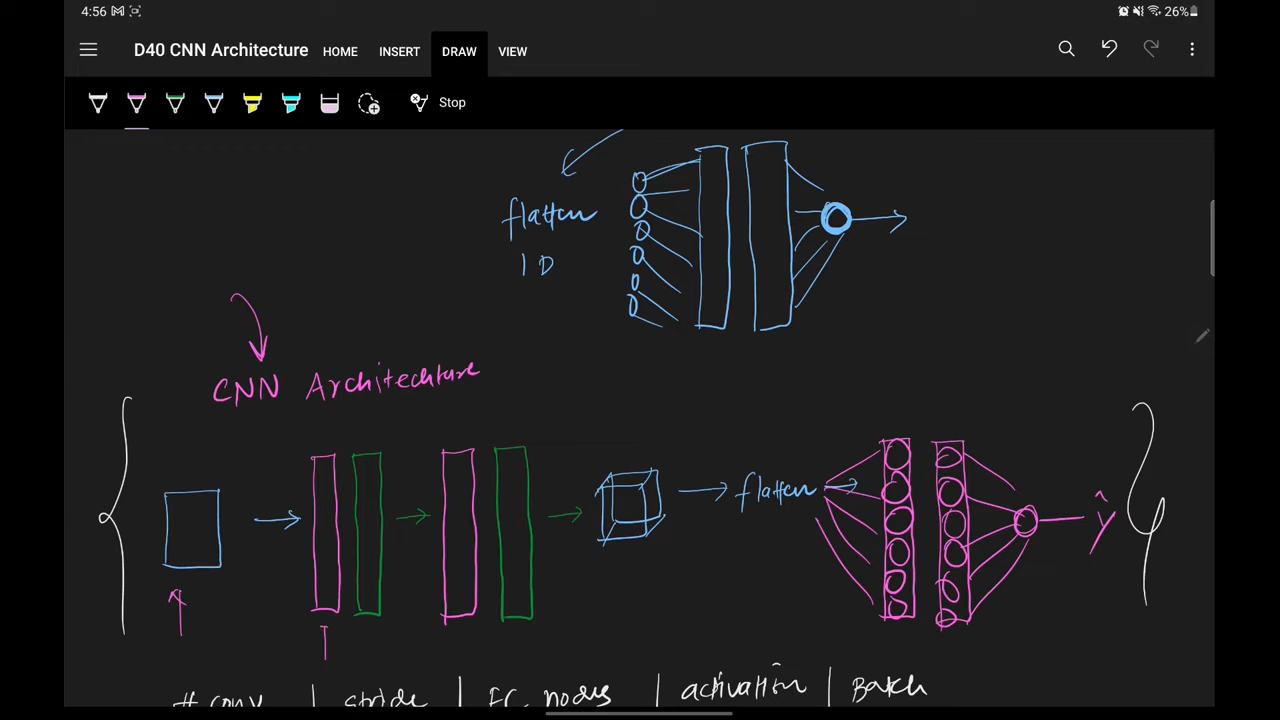 4:56 26%
D40 CNN Architecture HOME INSERT DRAW VIEW
Stop
flatten
1D
CNN Architechture
flatten
ŷ
# conv | stride | FC nodes | activation | Batch